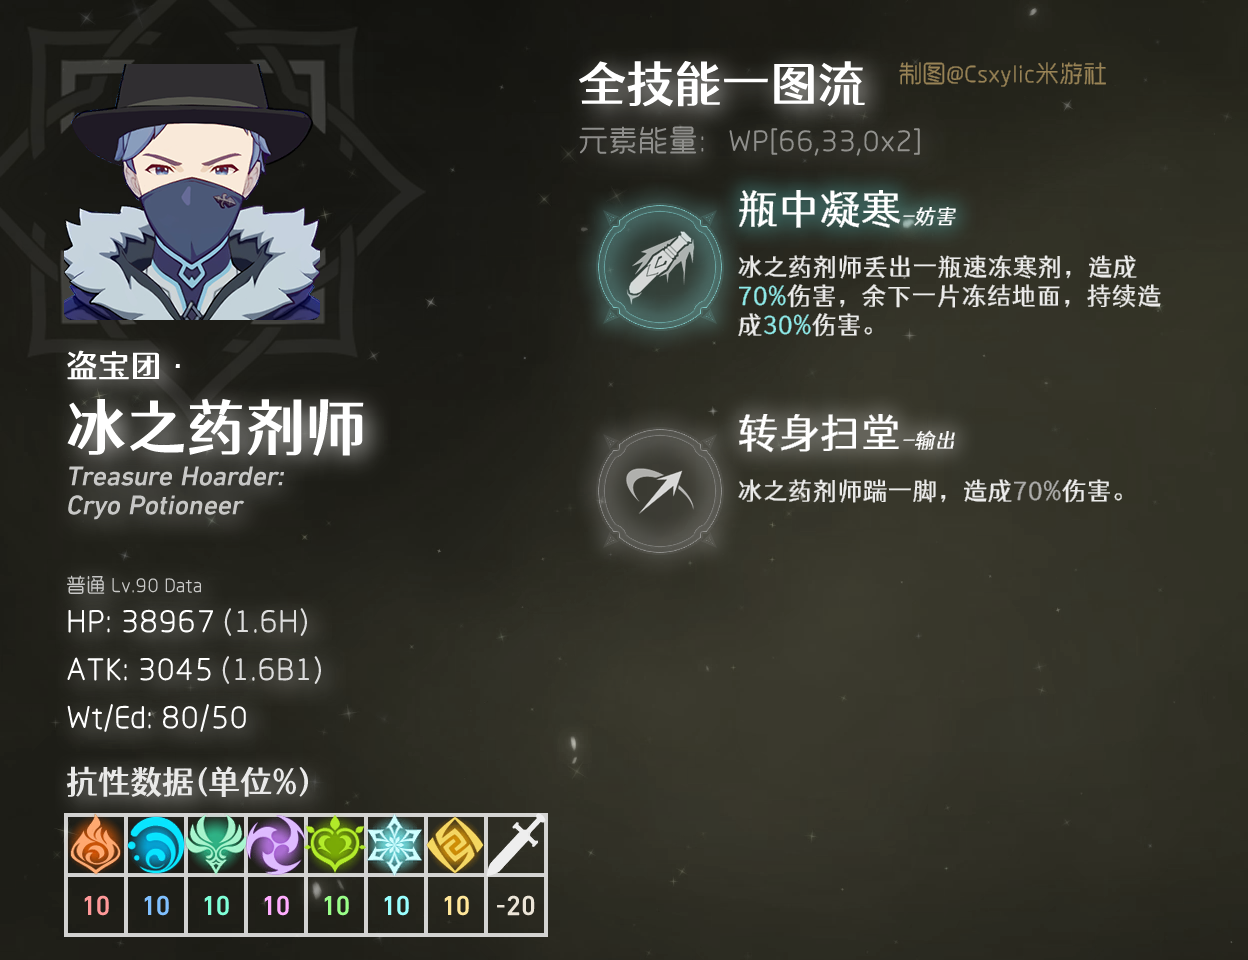 全技能一图流
制图@Csxylic米游社
元素能量: WP[66,33,0x2]
瓶中凝寒-妨害
冰之药剂师丢出一瓶速冻寒剂，造成
70%伤害，余下一片冻结地面，持续造
成30%伤害。
转身扫堂-输出
冰之药剂师踹一脚，造成70%伤害。
盗宝团·
冰之药剂师
Treasure Hoarder:
Cryo Potioneer
普通 Lv.90 Data
HP: 38967 (1.6H)
ATK: 3045 (1.6B1)
Wt/Ed: 80/50
抗性数据(单位%)
10 10 10 10 10 10 10 -20